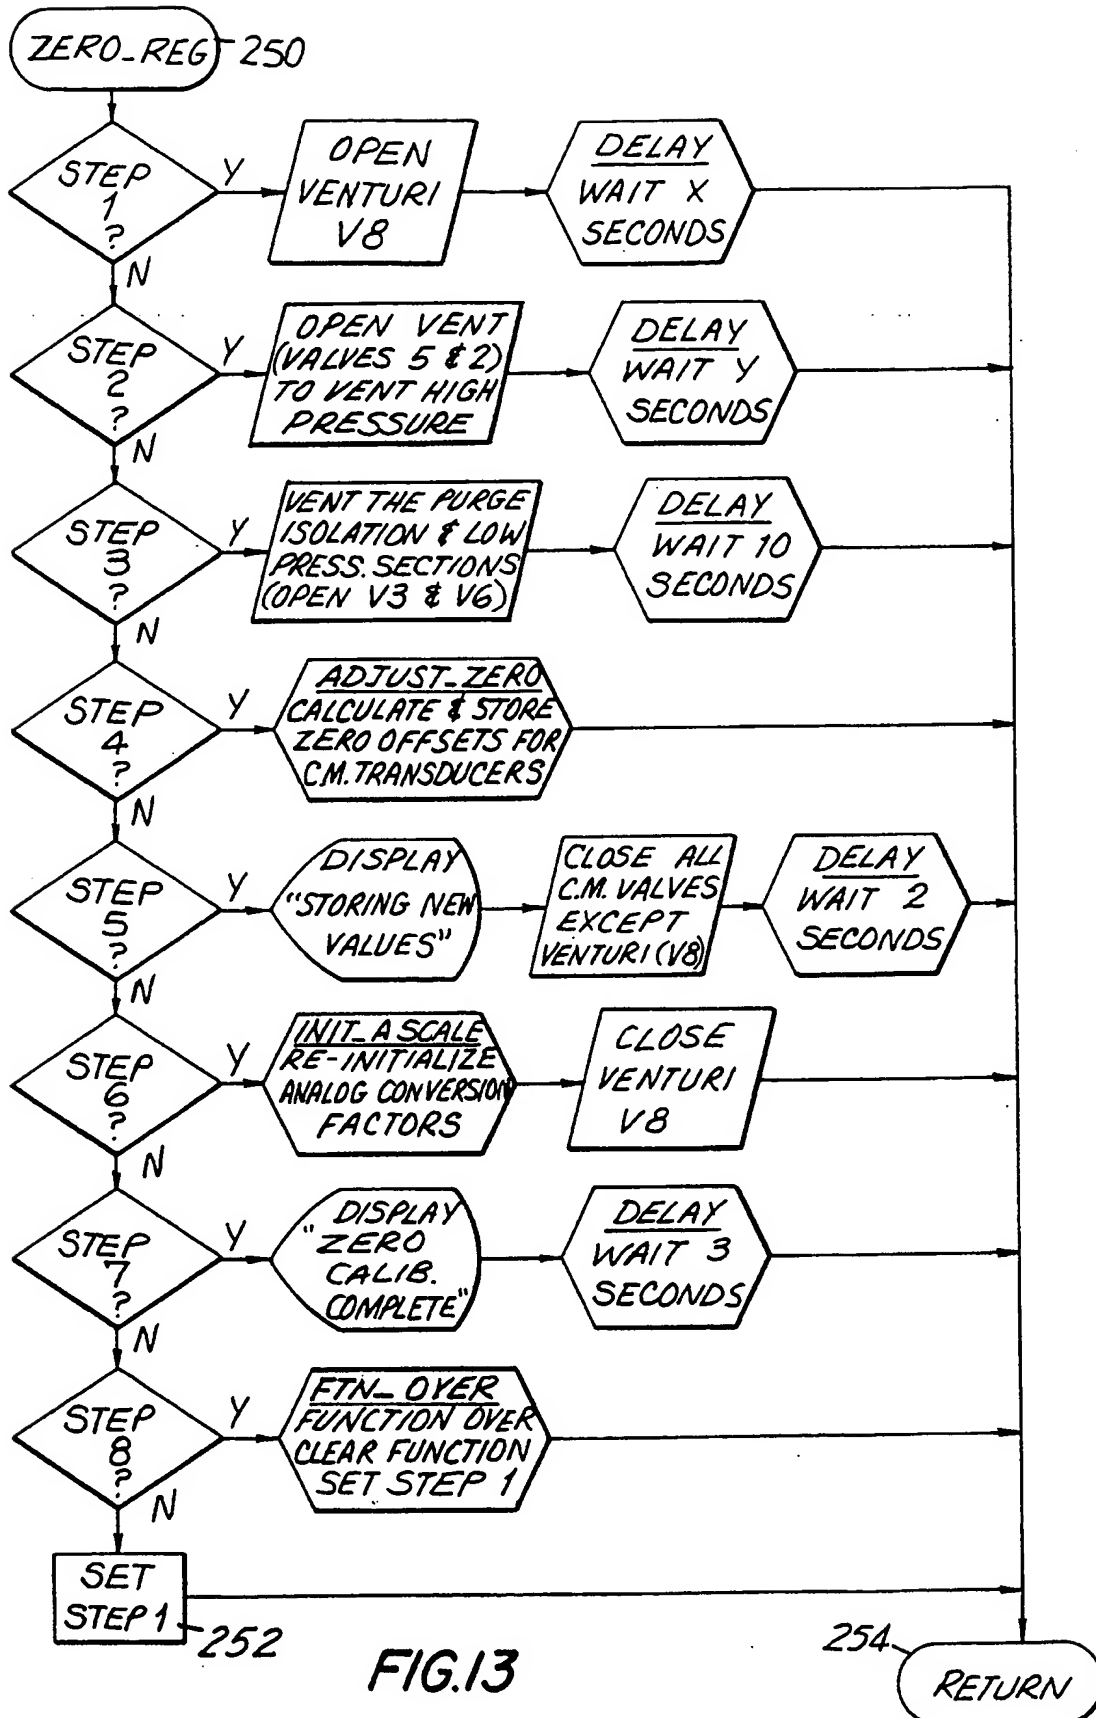 ZERO_REG 250
STEP
1
?
Y
N
OPEN
VENTURI
V8
DELAY
WAIT X
SECONDS
STEP
2
?
Y
N
OPEN VENT
(VALVES 5 & 2)
TO VENT HIGH
PRESSURE
DELAY
WAIT Y
SECONDS
STEP
3
?
Y
N
VENT THE PURGE
ISOLATION & LOW
PRESS. SECTIONS
(OPEN V3 & V6)
DELAY
WAIT 10
SECONDS
STEP
4
?
Y
N
ADJUST_ZERO
CALCULATE & STORE
ZERO OFFSETS FOR
C.M. TRANSDUCERS
STEP
5
?
Y
N
DISPLAY
"STORING NEW
VALUES"
CLOSE ALL
C.M. VALVES
EXCEPT
VENTURI (V8)
DELAY
WAIT 2
SECONDS
STEP
6
?
Y
N
INIT_A SCALE
RE-INITIALIZE
ANALOG CONVERSION
FACTORS
CLOSE
VENTURI
V8
STEP
7
?
Y
N
DISPLAY
"ZERO
CALIB.
COMPLETE"
DELAY
WAIT 3
SECONDS
STEP
8
?
Y
N
FTN_OVER
FUNCTION OVER
CLEAR FUNCTION
SET STEP 1
SET
STEP 1
252
254
RETURN
FIG.13